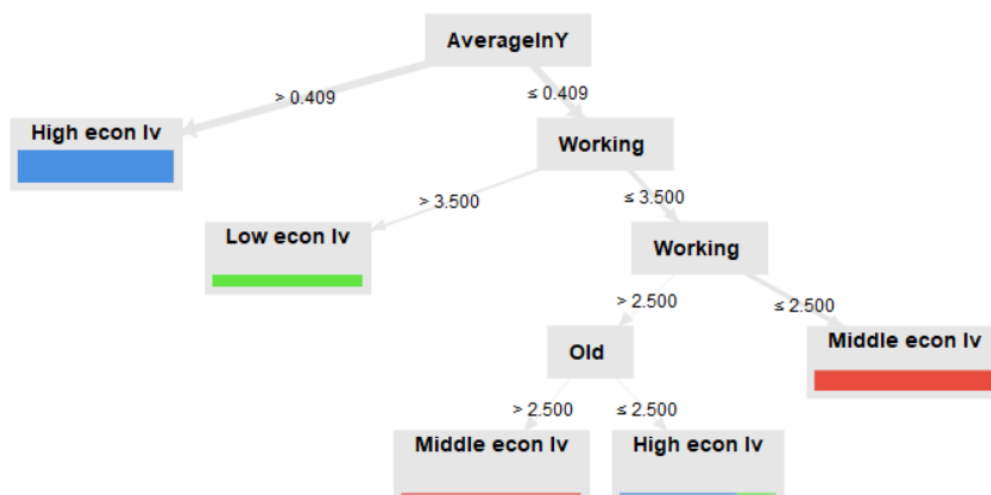 AverageInY
> 0.409
≤ 0.409
High econ lv
Working
> 3.500
≤ 3.500
Low econ lv
Working
> 2.500
≤ 2.500
Old
Middle econ lv
> 2.500
≤ 2.500
Middle econ lv
High econ lv